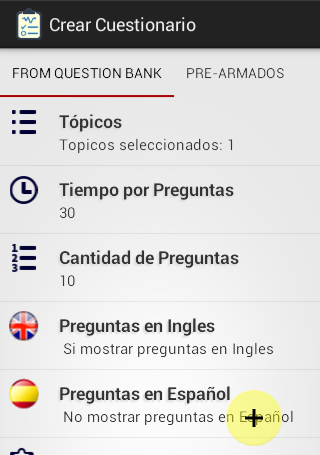 Crear Cuestionario
FROM QUESTION BANK PRE-ARMADOS
Tópicos
Topicos seleccionados: 1
Tiempo por Preguntas
30
Cantidad de Preguntas
10
Preguntas en Ingles
Si mostrar preguntas en Ingles
Preguntas en Español
No mostrar preguntas en Español